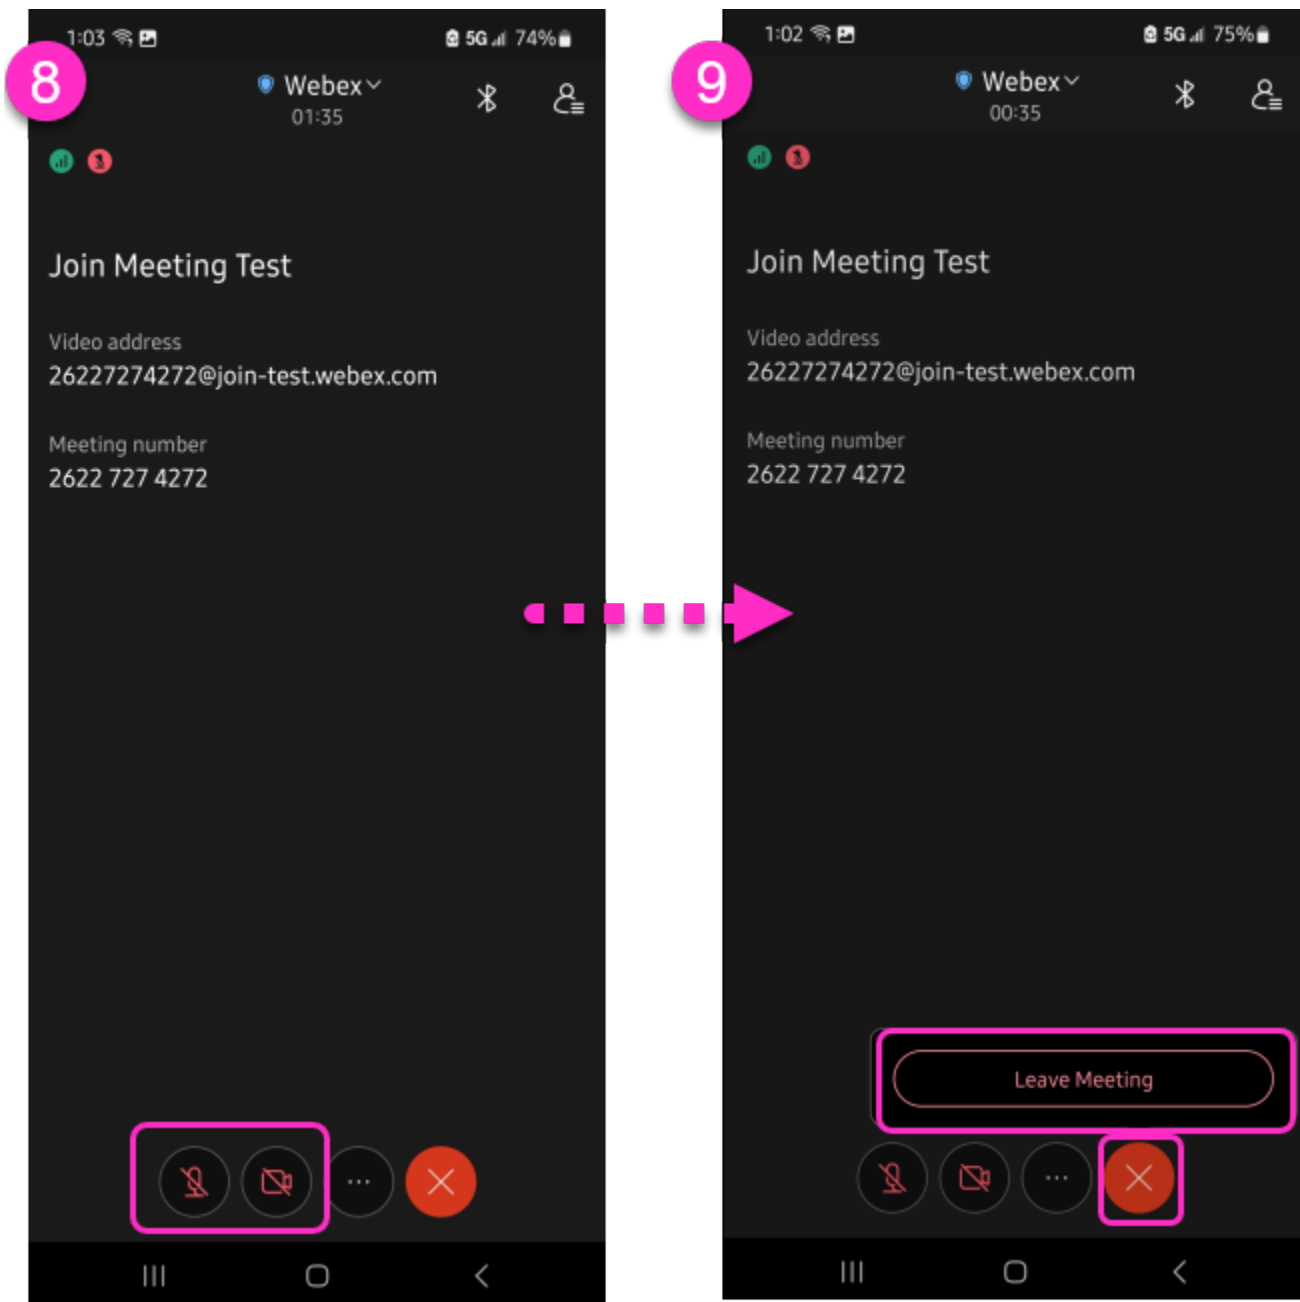 8
1:03
5G 74%
Webex
01:35
Join Meeting Test
Video address
26227274272@join-test.webex.com
Meeting number
2622 727 4272
9
1:02
5G 75%
Webex
00:35
Join Meeting Test
Video address
26227274272@join-test.webex.com
Meeting number
2622 727 4272
Leave Meeting